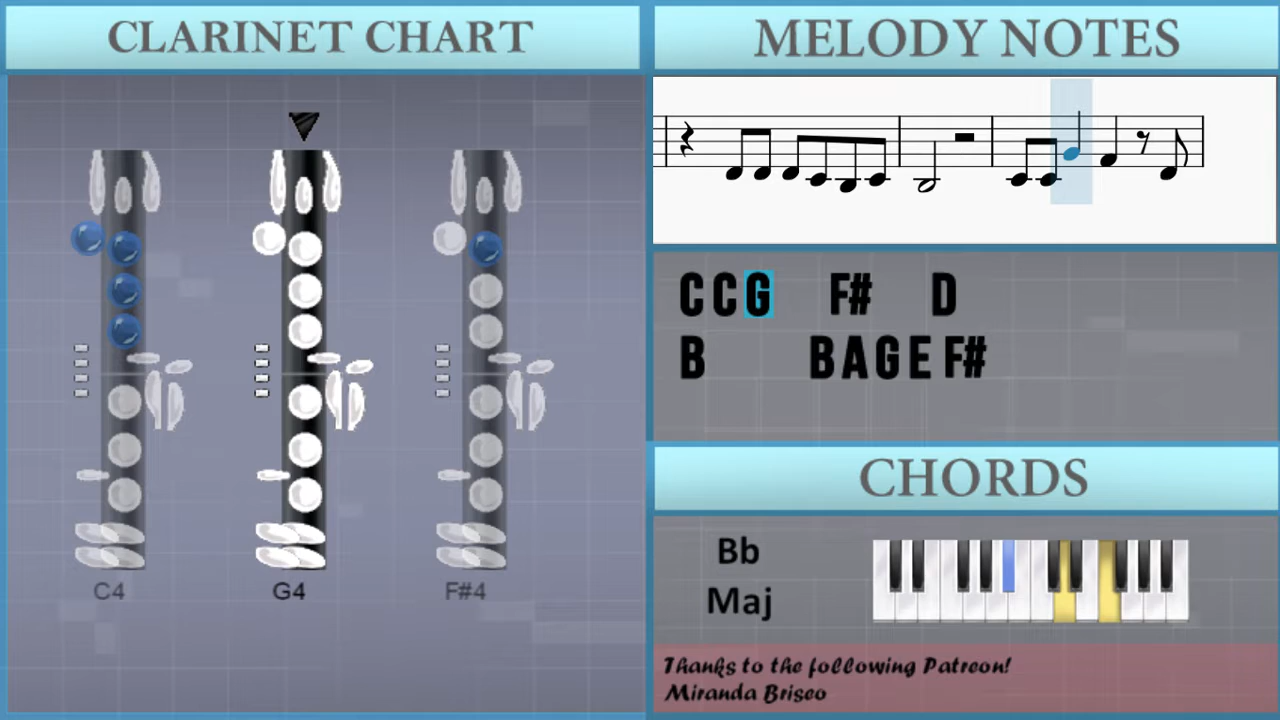 CLARINET CHART
C4 G4 F#4
MELODY NOTES
C C G F# D
B B A G E F#
CHORDS
Bb
Maj
Thanks to the following Patreon!
Miranda Briseo